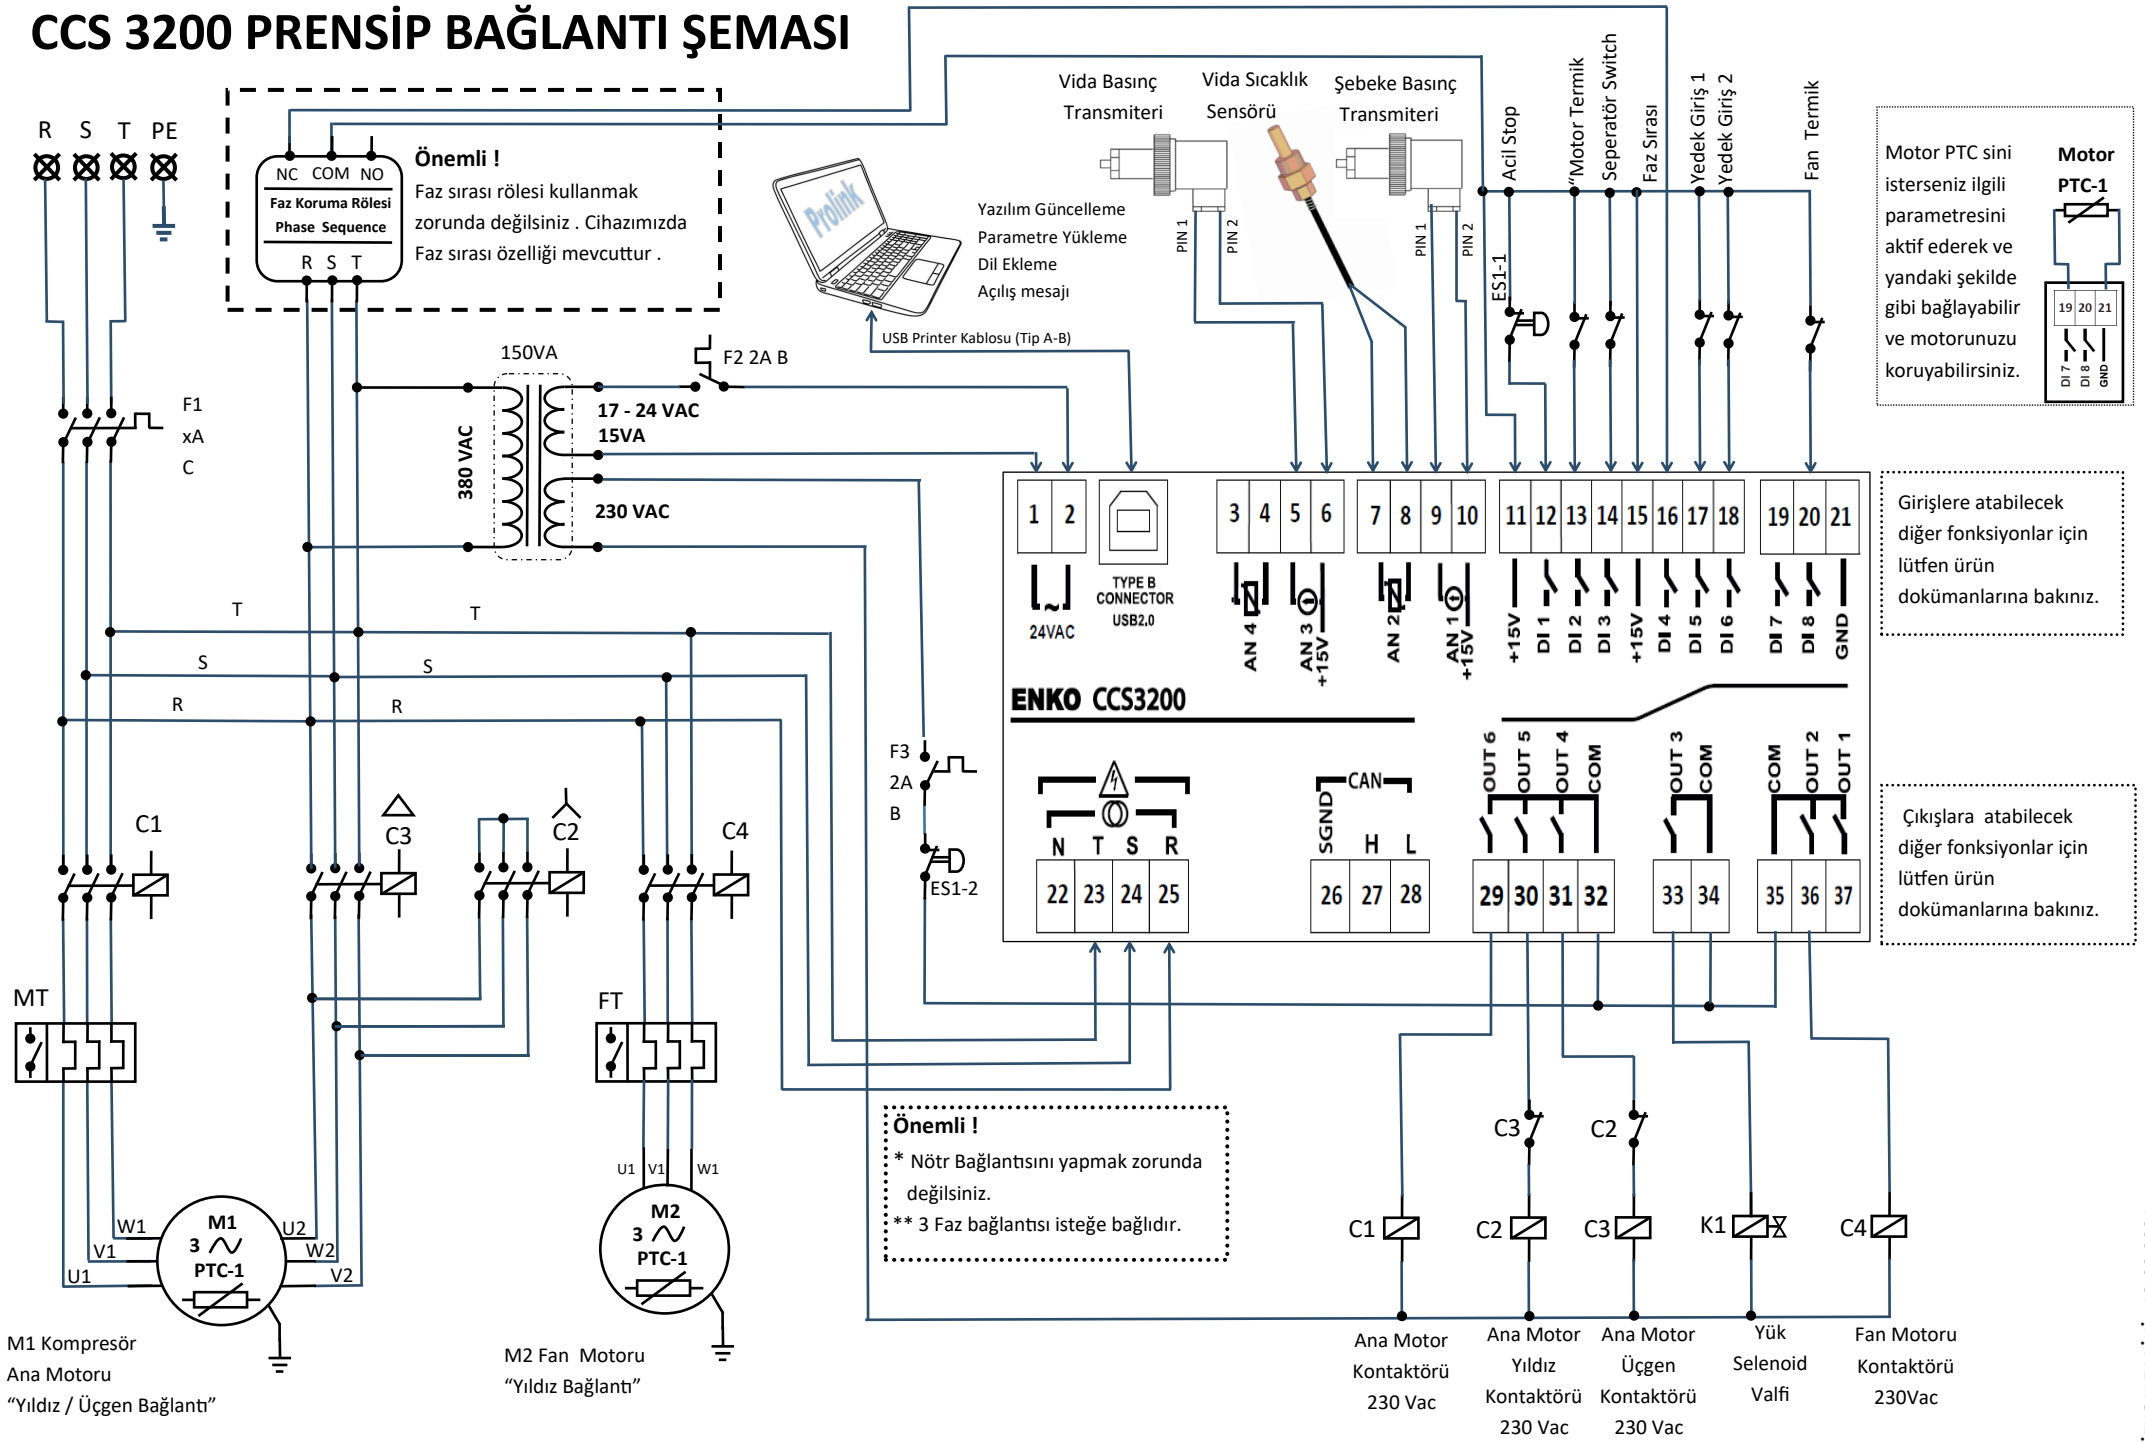 CCS 3200 PRENSİP BAĞLANTI ŞEMASI
R S T PE
NC COM NO
Faz Koruma Rölesi
Phase Sequence
R S T
Önemli !
Faz sırası rölesi kullanmak
zorunda değilsiniz . Cihazımızda
Faz sırası özelliği mevcuttur .
Prolink
Yazılım Güncelleme
Parametre Yükleme
Dil Ekleme
Açılış mesajı
USB Printer Kablosu (Tip A-B)
Vida Basınç
Transmiteri
PIN 1
PIN 2
Vida Sıcaklık
Sensörü
Şebeke Basınç
Transmiteri
PIN 1
PIN 2
Acil Stop
ES1-1
“Motor Termik
Seperatör Switch
Faz Sırası
Yedek Giriş 1
Yedek Giriş 2
Fan Termik
Motor PTC sini
isterseniz ilgili
parametresini
aktif ederek ve
yandaki şekilde
gibi bağlayabilir
ve motorunuzu
koruyabilirsiniz.
Motor
PTC-1
19 20 21
DI 7
DI 8
GND
F1
xA
C
150VA
380 VAC
17 - 24 VAC
15VA
230 VAC
F2 2A B
1 2
24VAC
TYPE B
CONNECTOR
USB2,0
3 4 5 6
AN 4
AN 3
+15V
7 8 9 10
AN 2
AN 1
+15V
11 12 13 14 15 16 17 18
+15V
DI 1
DI 2
DI 3
+15V
DI 4
DI 5
DI 6
19 20 21
DI 7
DI 8
GND
Girişlere atabilecek
diğer fonksiyonlar için
lütfen ürün
dokümanlarına bakınız.
ENKO CCS3200
T T
S S
R R
F3
2A
B
ES1-2
N T S R
22 23 24 25
CAN
SGND
H L
26 27 28
OUT 6
OUT 5
OUT 4
COM
29 30 31 32
OUT 3
COM
33 34
COM
OUT 2
OUT 1
35 36 37
Çıkışlara atabilecek
diğer fonksiyonlar için
lütfen ürün
dokümanlarına bakınız.
C1
C3
C2
C4
MT
FT
Önemli !
* Nötr Bağlantısını yapmak zorunda
değilsiniz.
** 3 Faz bağlantısı isteğe bağlıdır.
W1
V1
U1
M1
3
PTC-1
U2
W2
V2
U1 V1 W1
M2
3
PTC-1
M1 Kompresör
Ana Motoru
“Yıldız / Üçgen Bağlantı”
M2 Fan Motoru
“Yıldız Bağlantı”
C3
C2
C1
C2
C3
K1
C4
Ana Motor
Kontaktörü
230 Vac
Ana Motor
Yıldız
Kontaktörü
230 Vac
Ana Motor
Üçgen
Kontaktörü
230 Vac
Yük
Selenoid
Valfi
Fan Motoru
Kontaktörü
230Vac